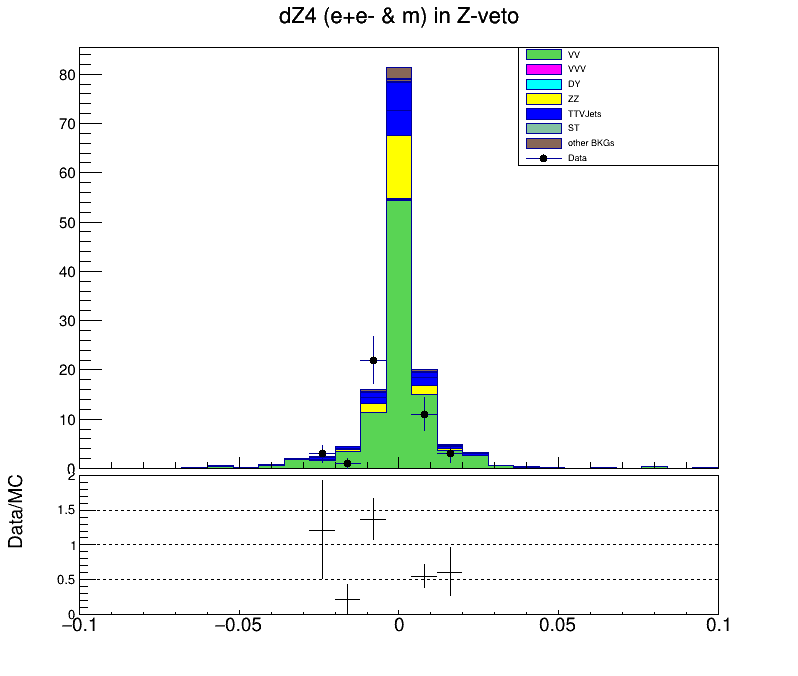 dZ4 (e+e- & m) in Z-veto
VV
VVV
DY
ZZ
TTVJets
ST
other BKGs
Data
80
70
60
50
40
30
20
10
0
Data/MC
2
1.5
1
0.5
0
−0.1 −0.05 0 0.05 0.1